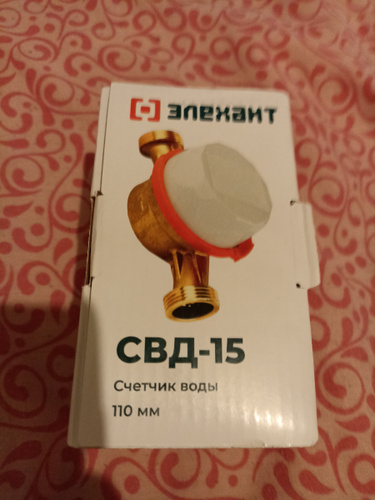 элехант
СВД-15
Счетчик воды
110 мм